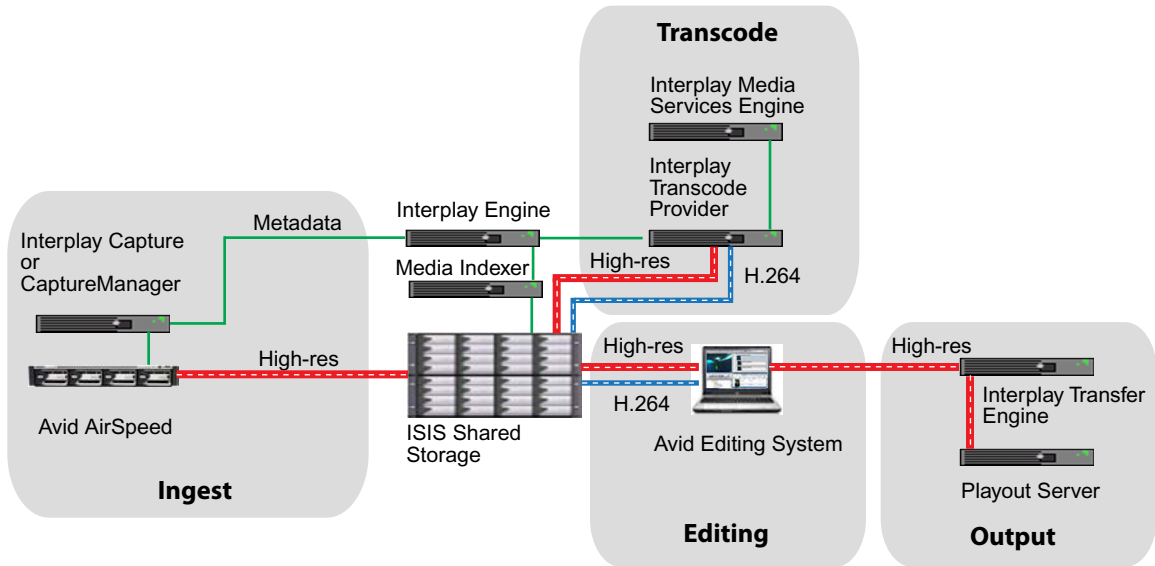 Transcode
Interplay Media
Services Engine
Interplay
Transcode
Provider
Metadata
Interplay Engine
Interplay Capture
or
CaptureManager
Media Indexer
High-res
H.264
High-res
High-res
High-res
H.264
Interplay Transfer
Engine
Avid AirSpeed
ISIS Shared
Storage
Avid Editing System
Playout Server
Ingest
Editing
Output